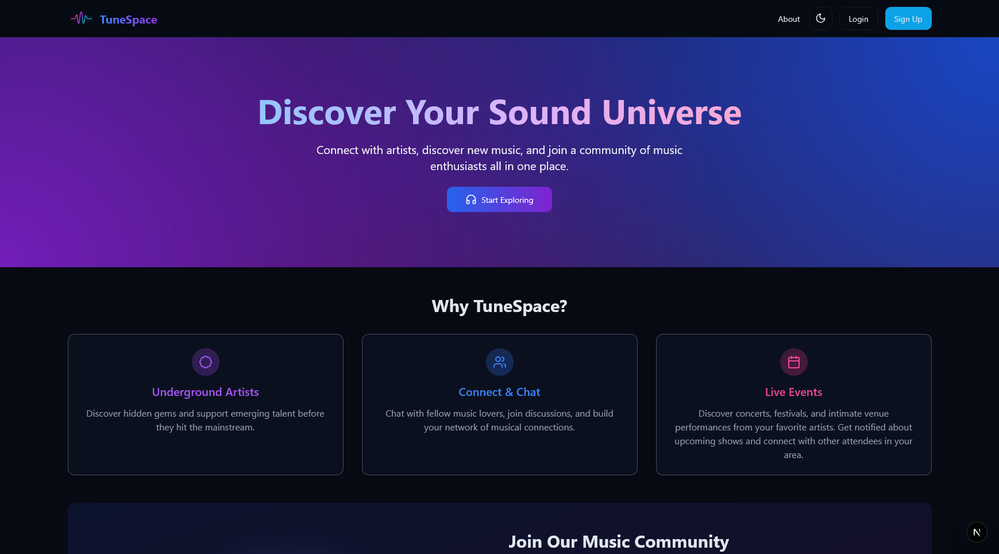 TuneSpace
About
Login
Sign Up
Discover Your Sound Universe
Connect with artists, discover new music, and join a community of music
enthusiasts all in one place.
Start Exploring
Why TuneSpace?
Underground Artists
Discover hidden gems and support emerging talent before
they hit the mainstream.
Connect & Chat
Chat with fellow music lovers, join discussions, and build
your network of musical connections.
Live Events
Discover concerts, festivals, and intimate venue
performances from your favorite artists. Get notified about
upcoming shows and connect with other attendees in your
area.
Join Our Music Community
N